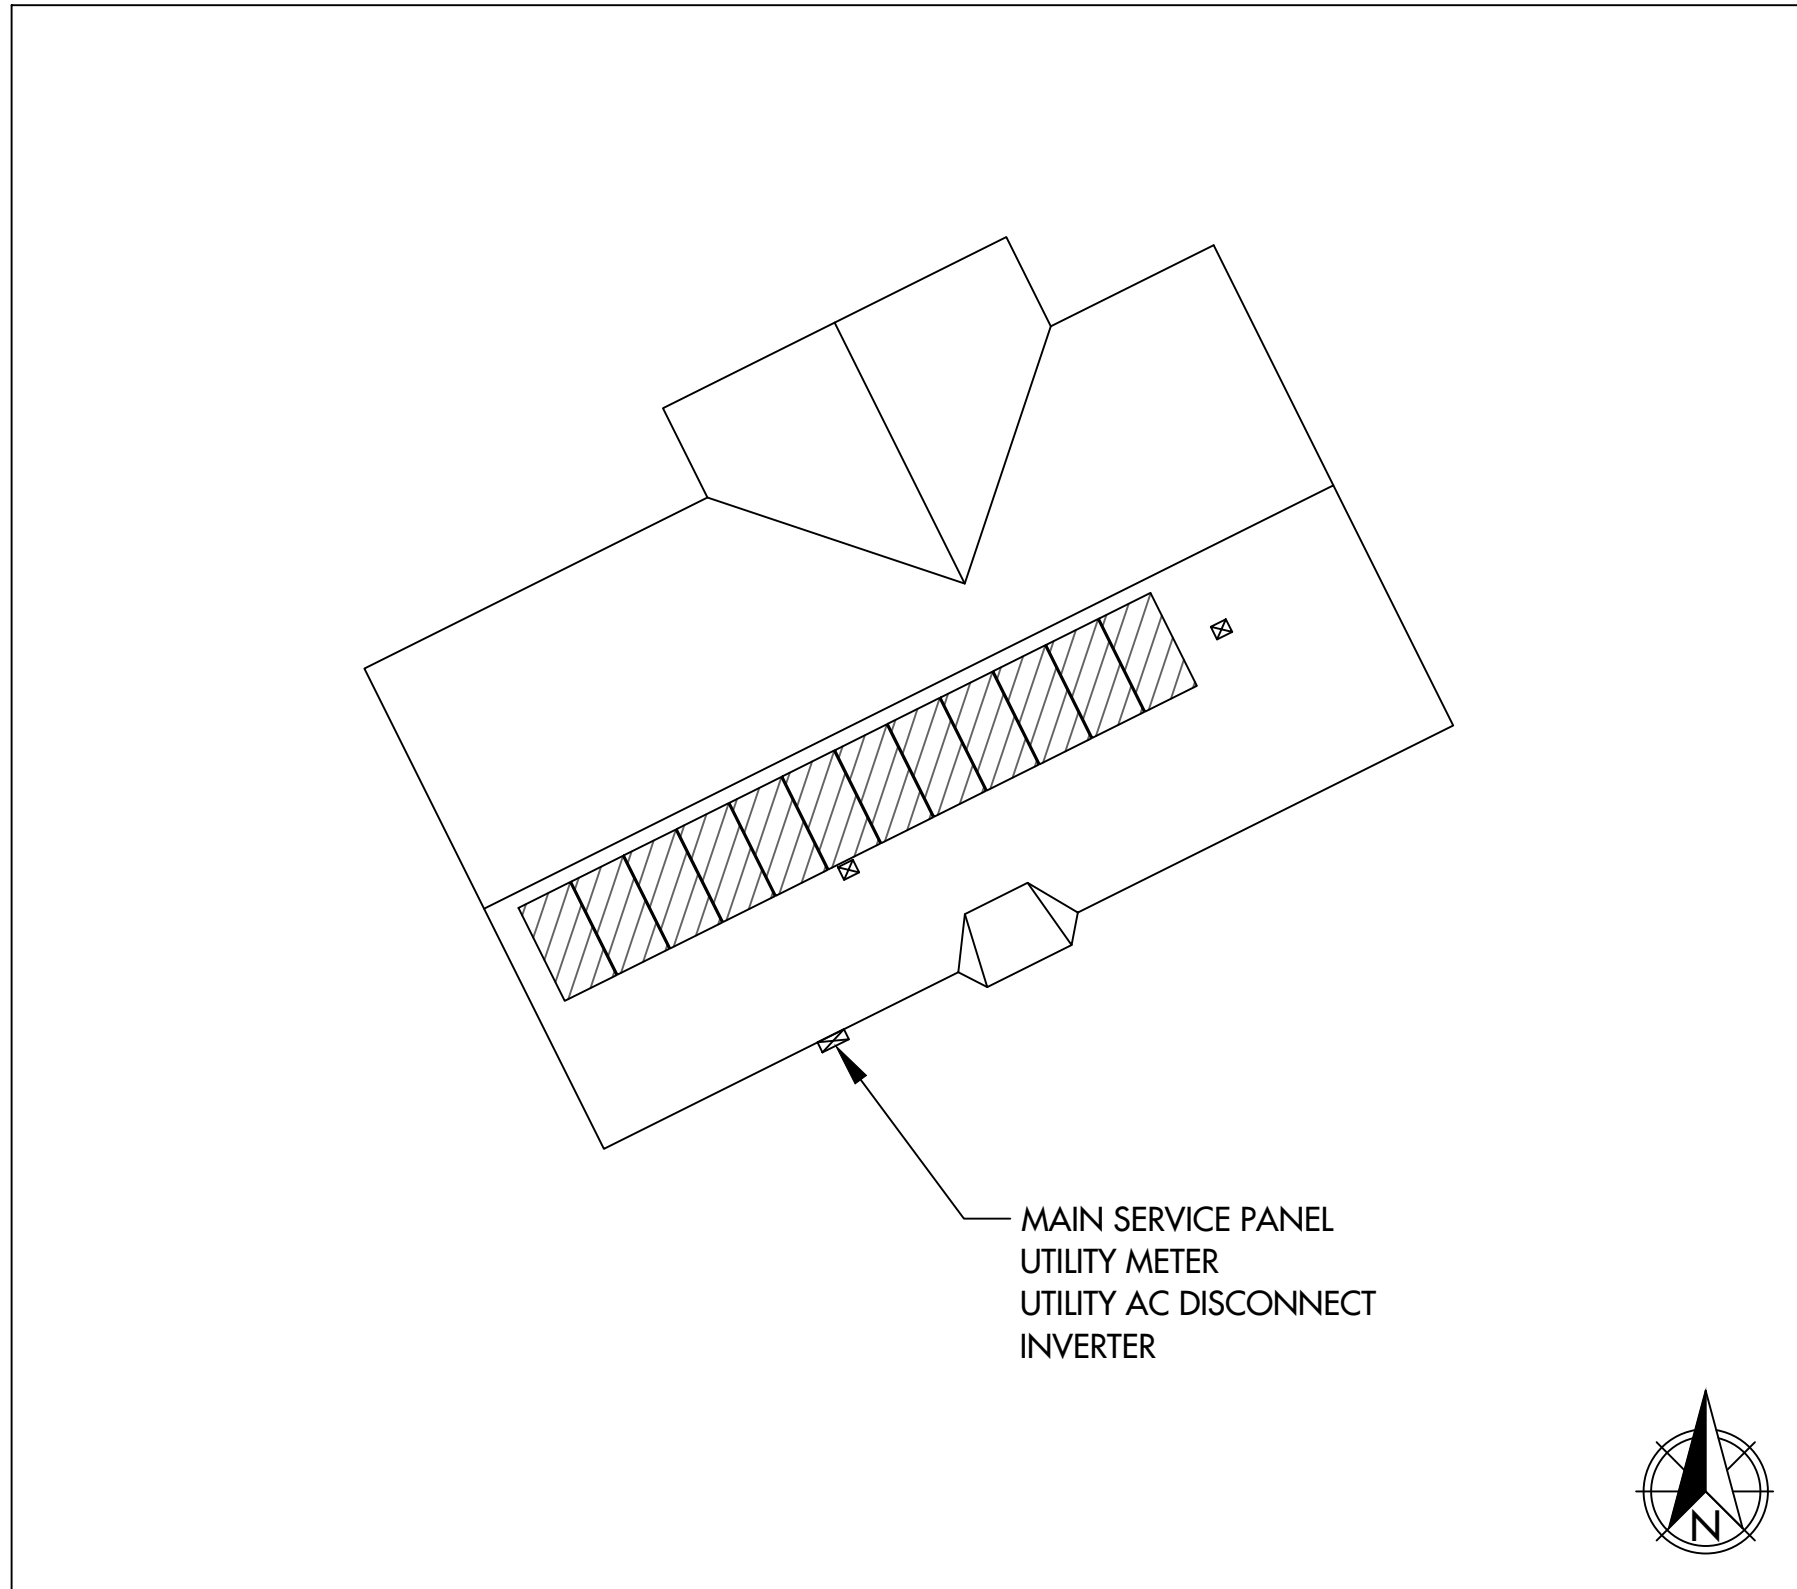 MAIN SERVICE PANEL
UTILITY METER
UTILITY AC DISCONNECT
INVERTER
N